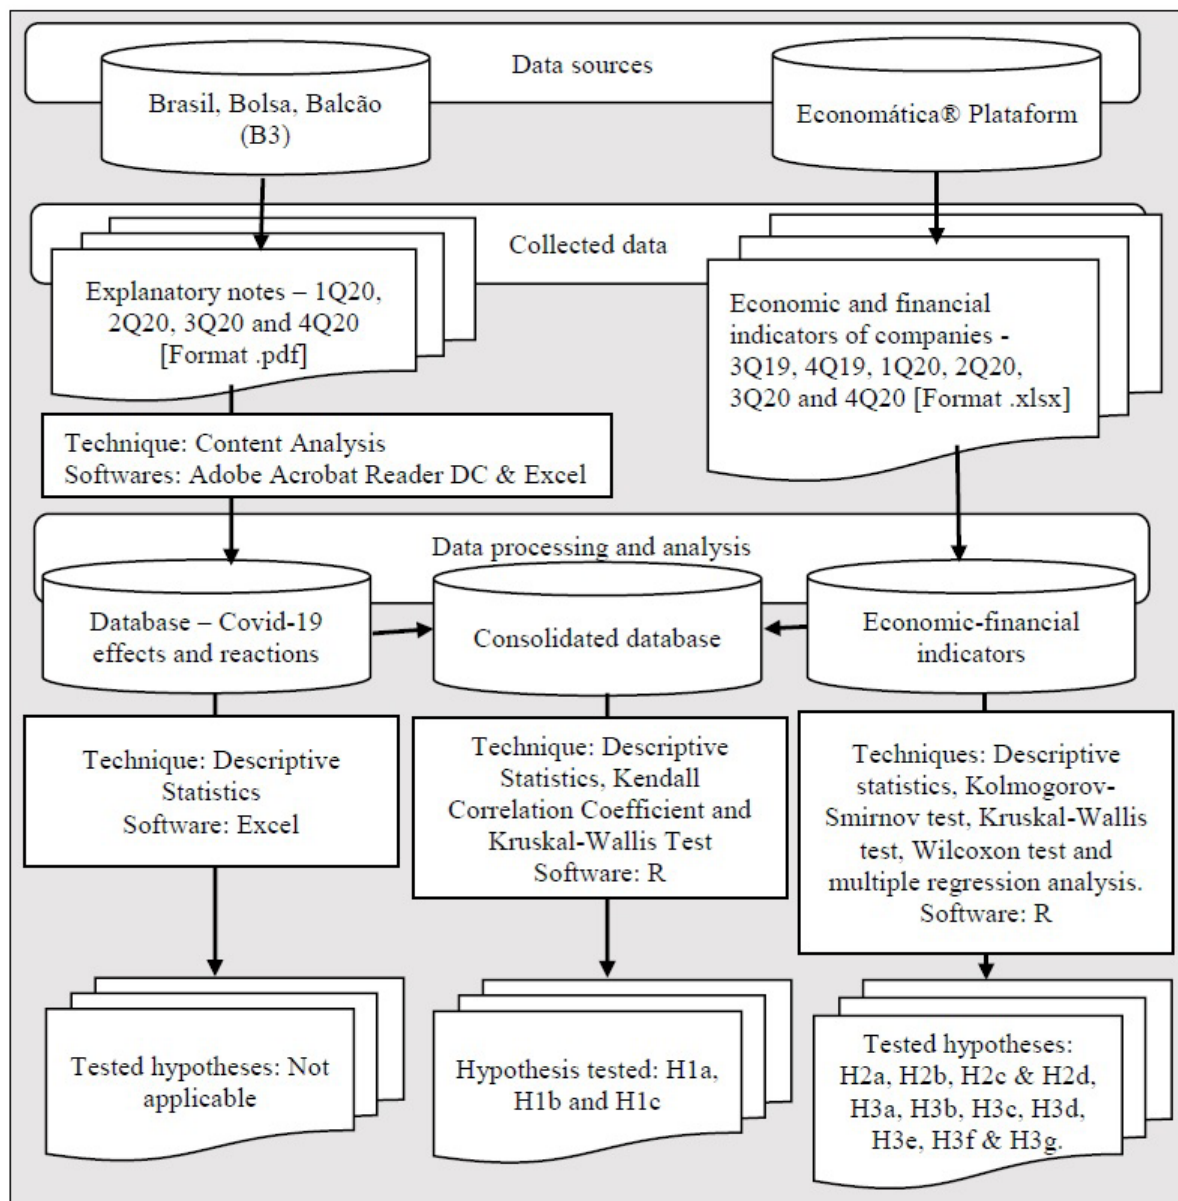 Data sources
Brasil, Bolsa, Balcão
(B3)
Economática® Plataform
Collected data
Explanatory notes – 1Q20,
2Q20, 3Q20 and 4Q20
[Format .pdf]
Economic and financial
indicators of companies -
3Q19, 4Q19, 1Q20, 2Q20,
3Q20 and 4Q20 [Format .xlsx]
Technique: Content Analysis
Softwares: Adobe Acrobat Reader DC & Excel
Data processing and analysis
Database – Covid-19
effects and reactions
Consolidated database
Economic-financial
indicators
Technique: Descriptive
Statistics
Software: Excel
Technique: Descriptive
Statistics, Kendall
Correlation Coefficient and
Kruskal-Wallis Test
Software: R
Techniques: Descriptive
statistics, Kolmogorov-
Smirnov test, Kruskal-Wallis
test, Wilcoxon test and
multiple regression analysis.
Software: R
Tested hypotheses: Not
applicable
Hypothesis tested: H1a,
H1b and H1c
Tested hypotheses:
H2a, H2b, H2c & H2d,
H3a, H3b, H3c, H3d,
H3e, H3f & H3g.